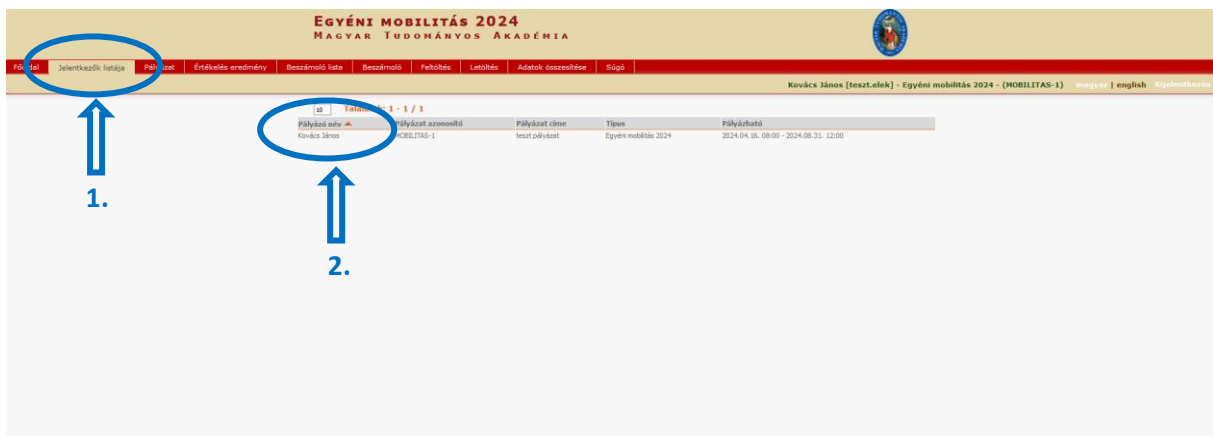 EGYÉNI MOBILITÁS 2024
MAGYAR TUDOMÁNYOS AKADÉMIA
Főoldal Jelentkezők listája Pályázat Értékelés eredmény Beszámoló lista Beszámoló Feltöltés Letöltés Adatok összesítése Súgó
Kovács János [teszt.elek] - Egyéni mobilitás 2024 - (MOBILITAS-1) magyar | english Kijelentkezés
10 Találatok: 1 - 1 / 1
Pályázó név Pályázat azonosító Pályázat címe Típus Pályázható
Kovács János MOBILITAS-1 teszt pályázat Egyéni mobilitás 2024 2024.04.16. 08:00 - 2024.08.31. 12:00
1.
2.